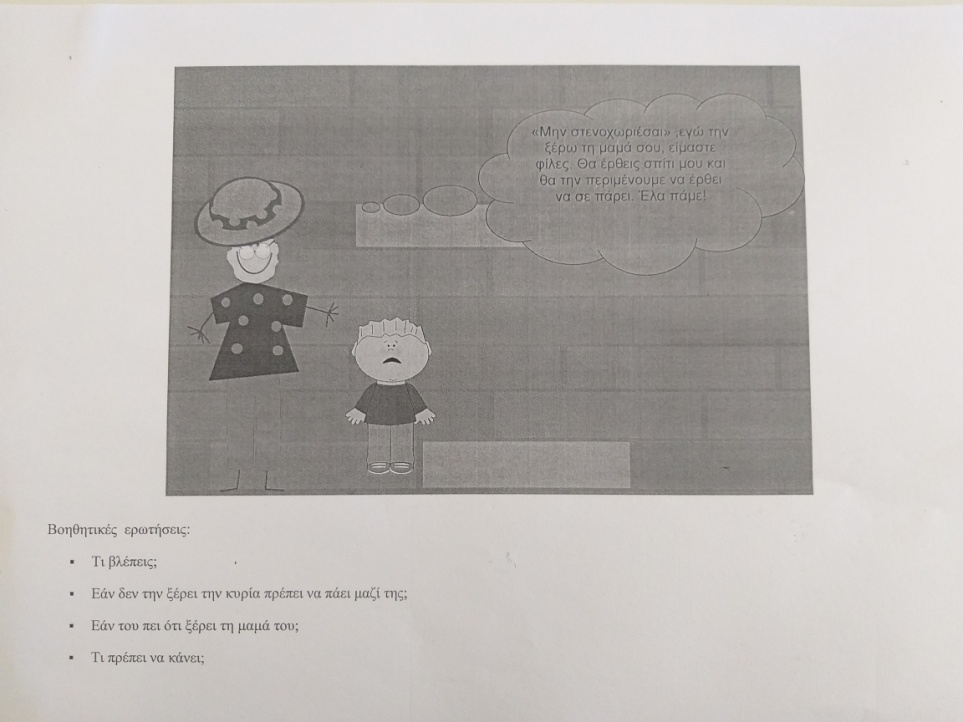 «Μην στενοχωριέσαι» ,εγώ την
ξέρω τη μαμά σου, είμαστε
φίλες. Θα έρθεις σπίτι μου και
θα την περιμένουμε να έρθει
να σε πάρει. Έλα πάμε!
Βοηθητικές ερωτήσεις:
▪ Τι βλέπεις;
▪ Εάν δεν την ξέρει την κυρία πρέπει να πάει μαζί της;
▪ Εάν του πει ότι ξέρει τη μαμά του;
▪ Τι πρέπει να κάνει;